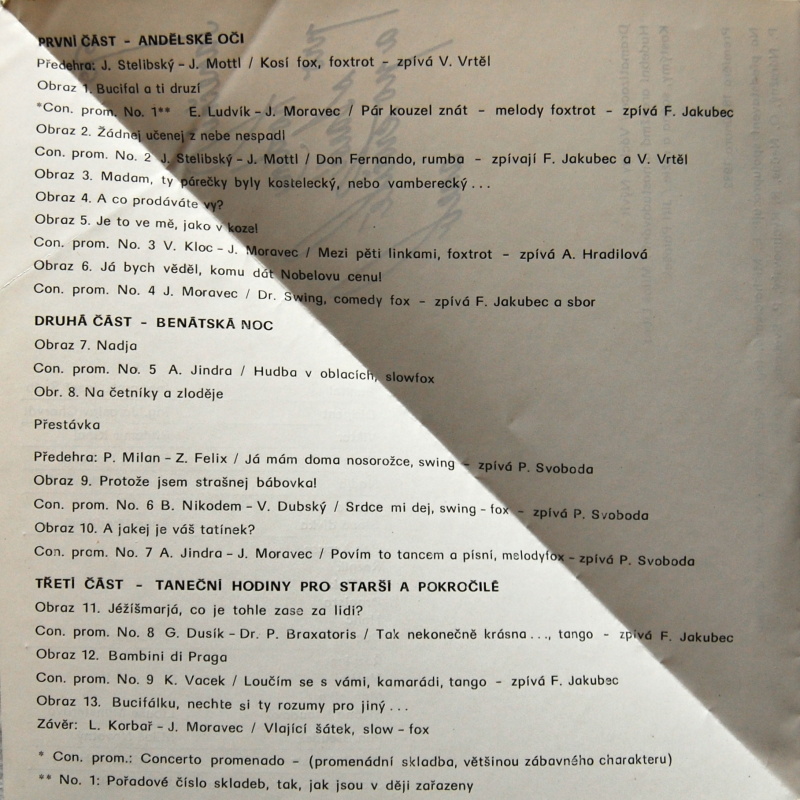 PRVNÍ ČÁST - ANDĚLSKÉ OČI
Předehra: J. Stelibský - J. Mottl / Kosí fox, foxtrot - zpívá V. Vrtěl
Obraz 1. Bucifal a ti druzí
*Con. prom. No. 1** E. Ludvík - J. Moravec / Pár kouzel znát - melody foxtrot - zpívá F. Jakubec
Obraz 2. Žádnej učenej z nebe nespadl
Con. prom. No. 2 J. Stelibský - J. Mottl / Don Fernando, rumba - zpívají F. Jakubec a V. Vrtěl
Obraz 3. Madam, ty párečky byly kostelecký, nebo vamberecký...
Obraz 4. A co prodáváte vy?
Obraz 5. Je to ve mě, jako v koze!
Con. prom. No. 3 V. Kloc - J. Moravec / Mezi pěti linkami, foxtrot - zpívá A. Hradilová
Obraz 6. Já bych věděl, komu dát Nobelovu cenu!
Con. prom. No. 4 J. Moravec / Dr. Swing, comedy fox - zpívá F. Jakubec a sbor
DRUHÁ ČÁST - BENÁTSKÁ NOC
Obraz 7. Nadja
Con. prom. No. 5 A. Jindra / Hudba v oblacích, slowfox
Obr. 8. Na četníky a zloděje
Přestávka
Předehra: P. Milan - Z. Felix / Já mám doma nosorožce, swing - zpívá P. Svoboda
Obraz 9. Protože jsem strašnej bábovka!
Con. prom. No. 6 B. Nikodem - V. Dubský / Srdce mi dej, swing - fox - zpívá P. Svoboda
Obraz 10. A jakej je váš tatínek?
Con. prom. No. 7 A. Jindra - J. Moravec / Povím to tancem a písní, melodyfox - zpívá P. Svoboda
TŘETÍ ČÁST - TANEČNÍ HODINY PRO STARŠÍ A POKROČILÉ
Obraz 11. Jéžíšmarjá, co je tohle zase za lidi?
Con. prom. No. 8 G. Dusík - Dr. P. Braxatoris / Tak nekonečně krásna..., tango - zpívá F. Jakubec
Obraz 12. Bambini di Praga
Con. prom. No. 9 K. Vacek / Loučím se s vámi, kamarádi, tango - zpívá F. Jakubec
Obraz 13. Bucifálku, nechte si ty rozumy pro jiný...
Závěr: L. Korbař - J. Moravec / Vlající šátek, slow - fox
* Con. prom.: Concerto promenado - (promenádní skladba, většinou zábavného charakteru)
** No. 1: Pořadové číslo skladeb, tak, jak jsou v ději zařazeny